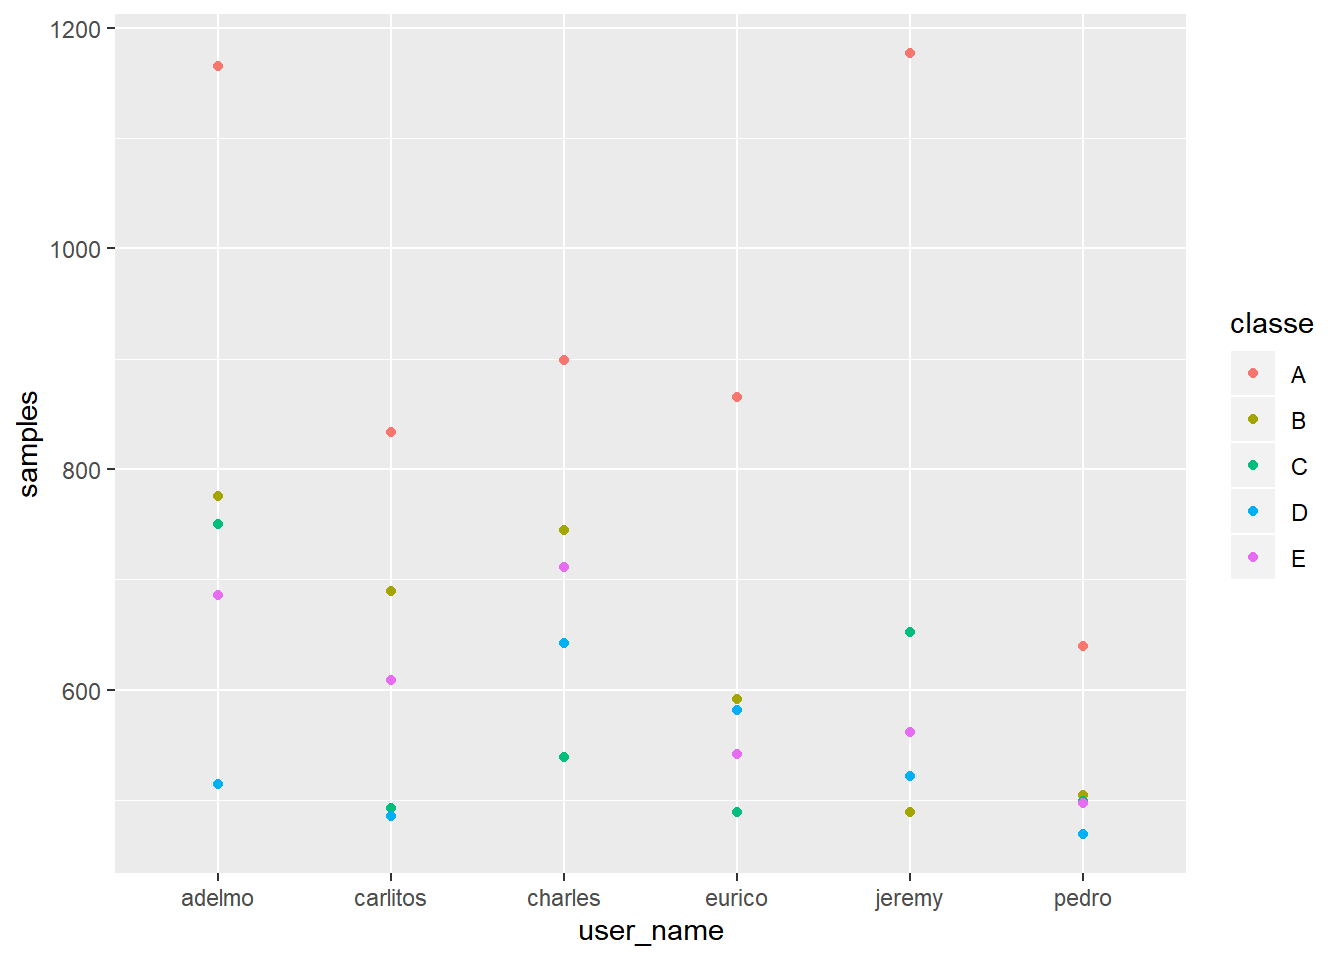 1200
1000
800
600
samples
adelmo carlitos charles eurico jeremy pedro
user_name
classe
A
B
C
D
E